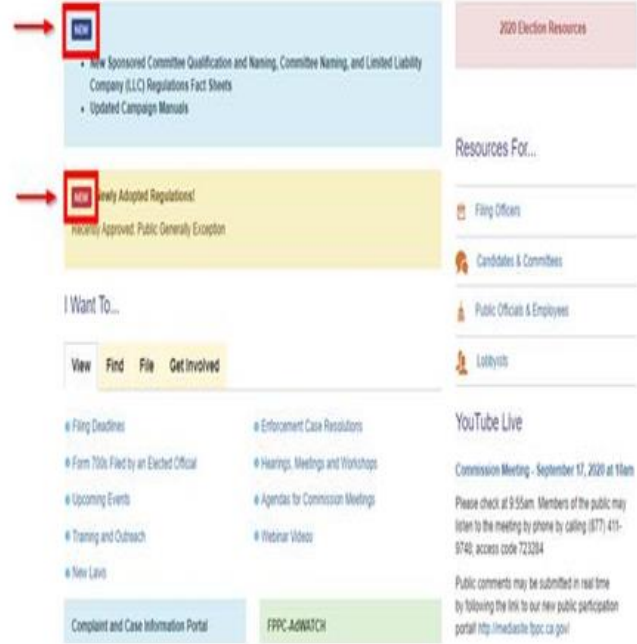 NEW
• New Sponsored Committee Qualification and Naming, Committee Naming, and Limited Liability
Company (LLC) Regulations Fact Sheets
• Updated Campaign Manuals
NEW Newly Adopted Regulations!
Recently Approved: Public Generally Exception
I Want To...
View Find File Get Involved
Filing Deadlines
Form 700s Filed by an Elected Official
Upcoming Events
Training and Outreach
New Laws
Enforcement Case Resolutions
Hearings, Meetings and Workshops
Agendas for Commission Meetings
Webinar Videos
Complaint and Case Information Portal
FPPC-AdWATCH
2020 Election Resources
Resources For...
Filing Officers
Candidates & Committees
Public Officials & Employees
Lobbyists
YouTube Live
Commission Meeting - September 17, 2020 at 10am
Please check at 9:55am. Members of the public may
listen to the meeting by phone by calling (877) 411-
9748; access code 723284
Public comments may be submitted in real time
by following the link to our new public participation
portal! http://mediasite.fppc.ca.gov/